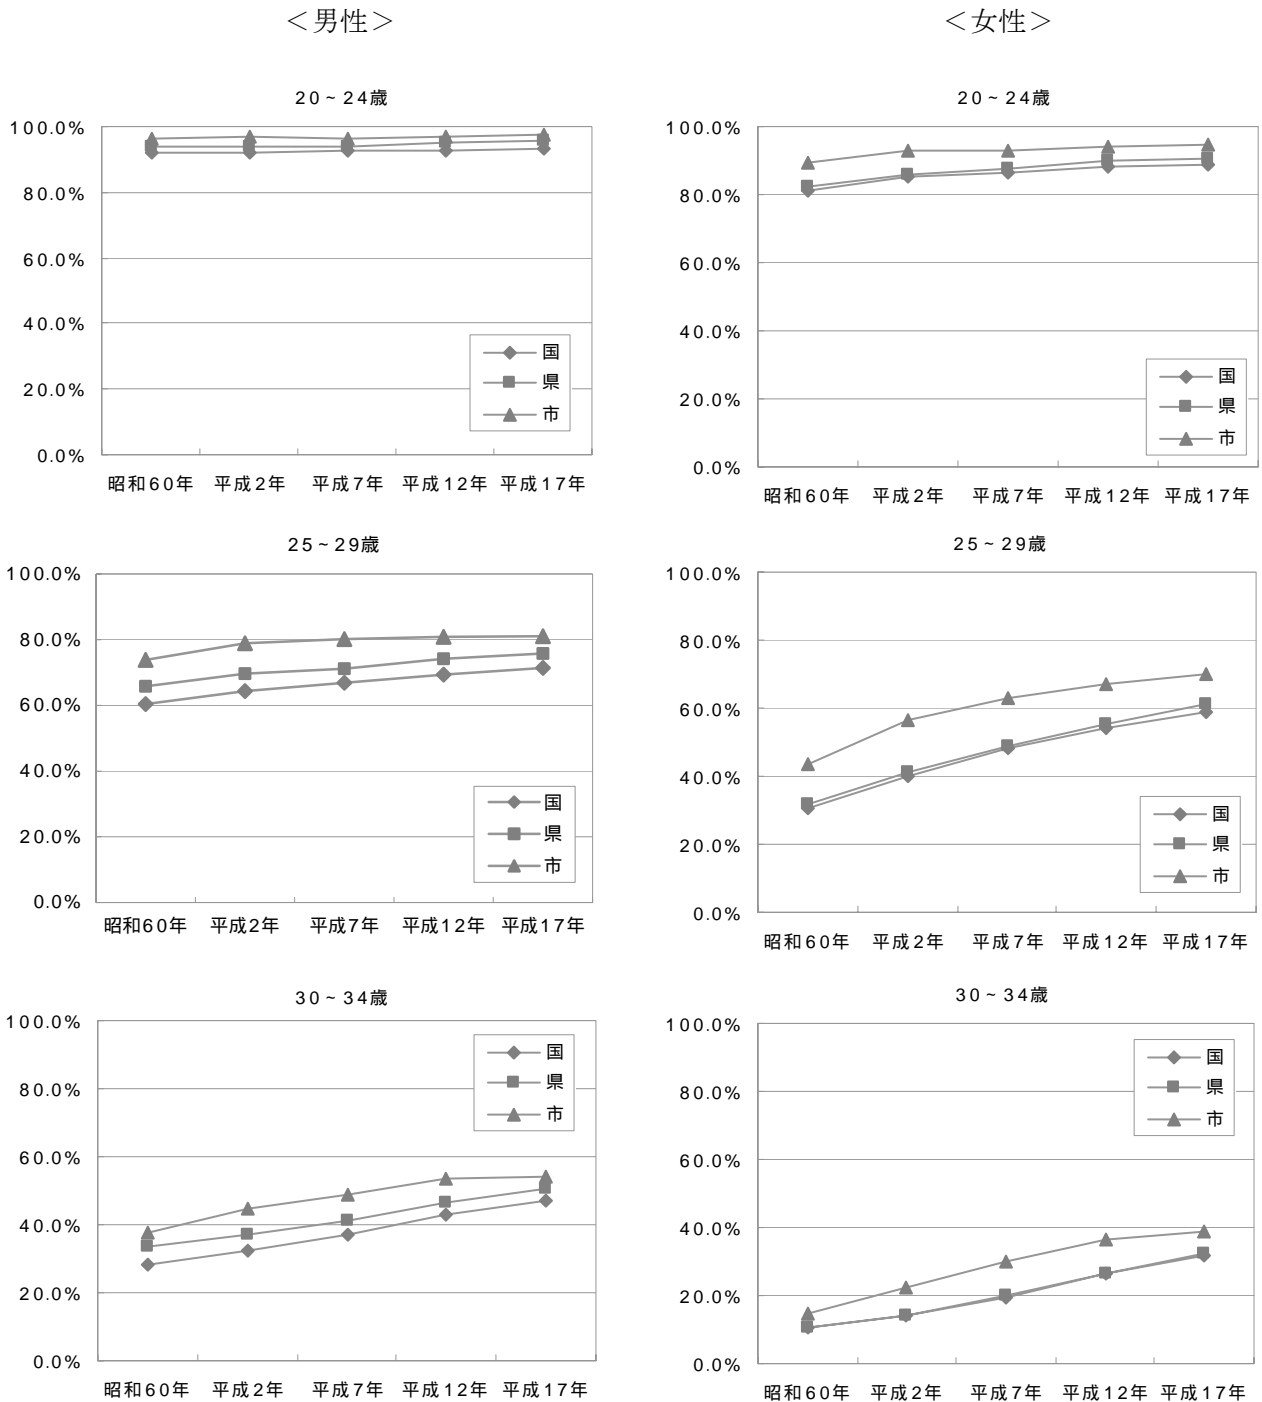 ＜男性＞
＜女性＞
20～24歳
100.0%
80.0%
60.0%
40.0%
20.0%
0.0%
国
県
市
昭和60年 平成2年 平成7年 平成12年 平成17年
20～24歳
100.0%
80.0%
60.0%
40.0%
20.0%
0.0%
国
県
市
昭和60年 平成2年 平成7年 平成12年 平成17年
25～29歳
100.0%
80.0%
60.0%
40.0%
20.0%
0.0%
国
県
市
昭和60年 平成2年 平成7年 平成12年 平成17年
25～29歳
100.0%
80.0%
60.0%
40.0%
20.0%
0.0%
国
県
市
昭和60年 平成2年 平成7年 平成12年 平成17年
30～34歳
100.0%
80.0%
60.0%
40.0%
20.0%
0.0%
国
県
市
昭和60年 平成2年 平成7年 平成12年 平成17年
30～34歳
100.0%
80.0%
60.0%
40.0%
20.0%
0.0%
国
県
市
昭和60年 平成2年 平成7年 平成12年 平成17年